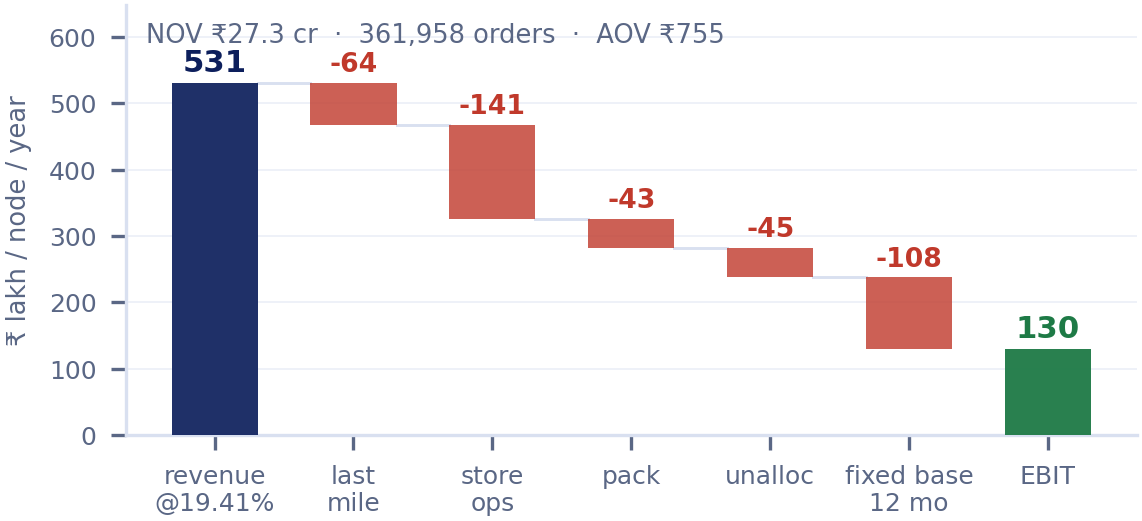 NOV ₹27.3 cr · 361,958 orders · AOV ₹755
₹ lakh / node / year
600
500
400
300
200
100
0
531
-64
-141
-43
-45
-108
130
revenue
@19.41%
last
mile
store
ops
pack
unalloc
fixed base
12 mo
EBIT